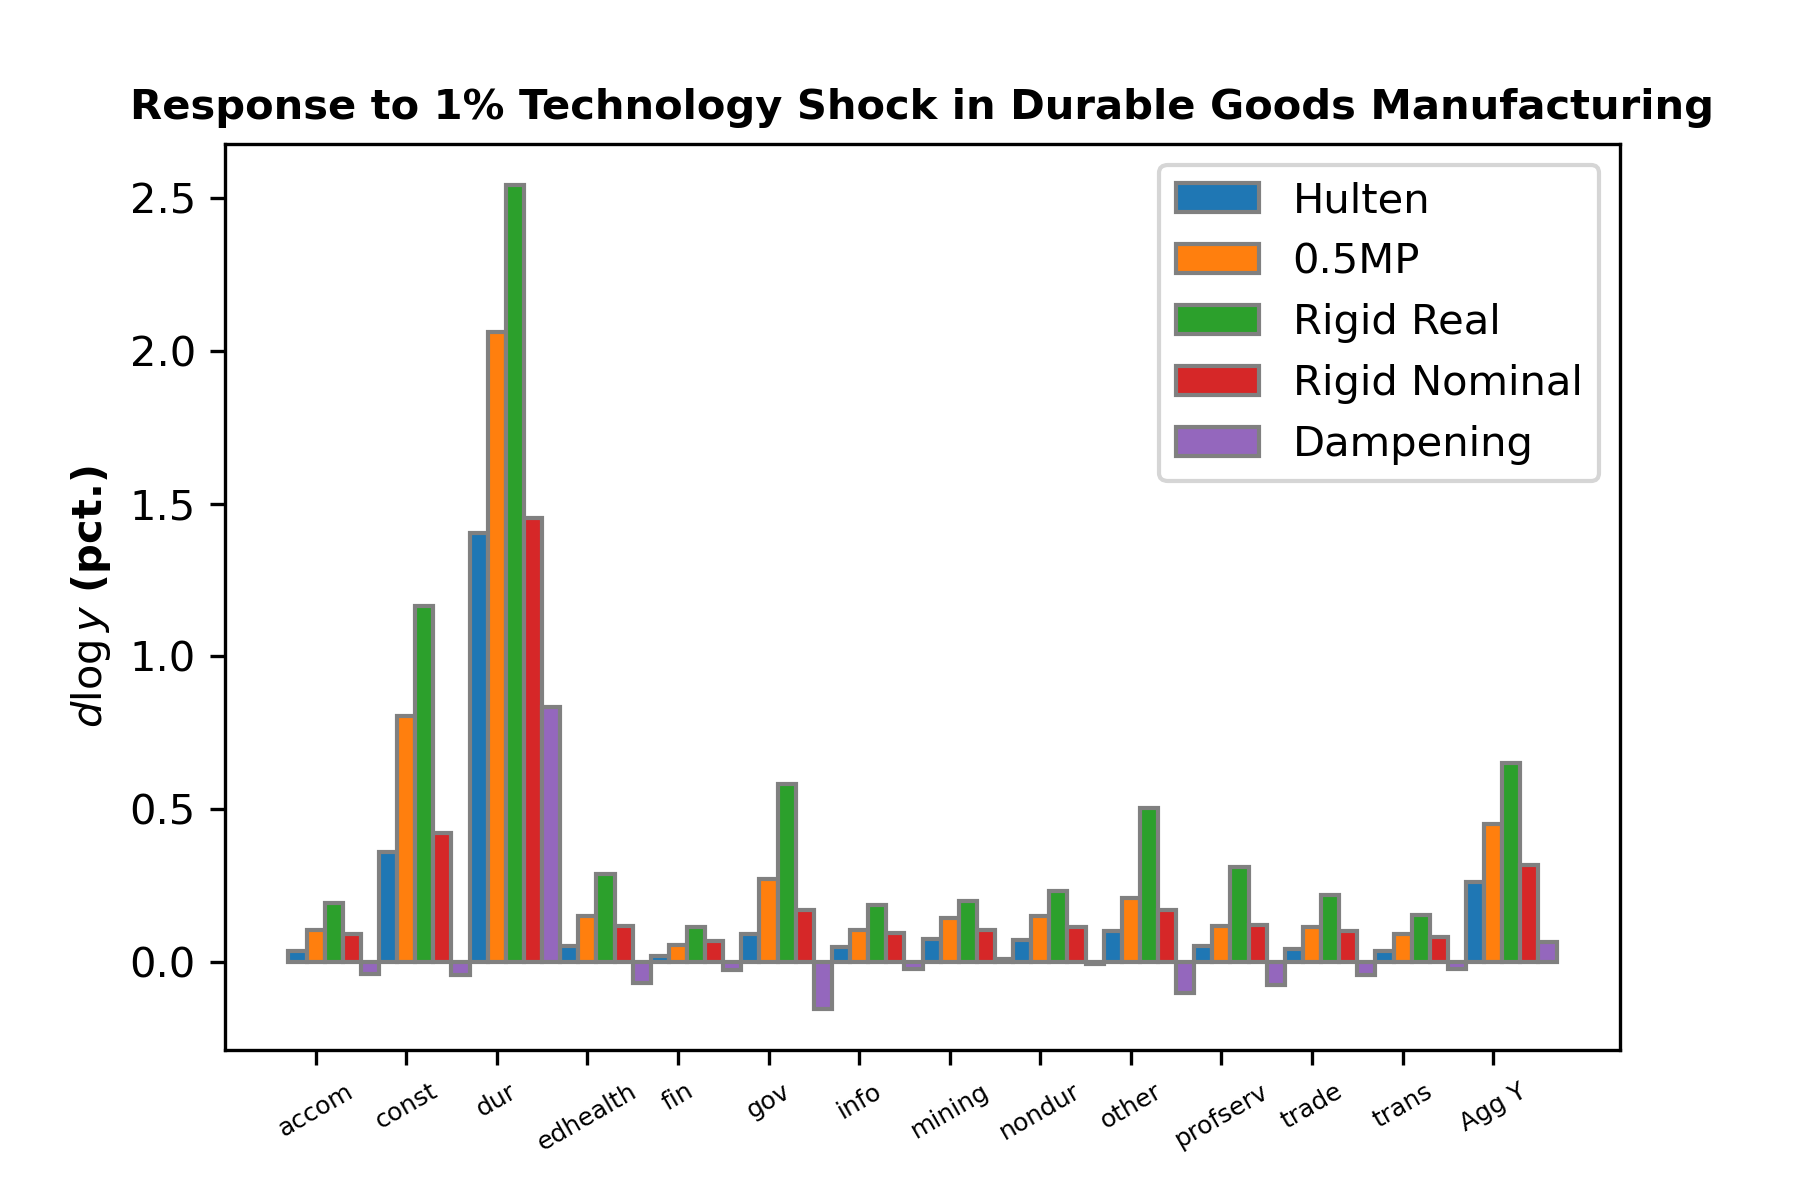 Response to 1% Technology Shock in Durable Goods Manufacturing
dlog y (pct.)
2.5
2.0
1.5
1.0
0.5
0.0
Hulten
0.5MP
Rigid Real
Rigid Nominal
Dampening
accom
const
dur
edhealth
fin
gov
info
mining
nondur
other
profserv
trade
trans
Agg Y